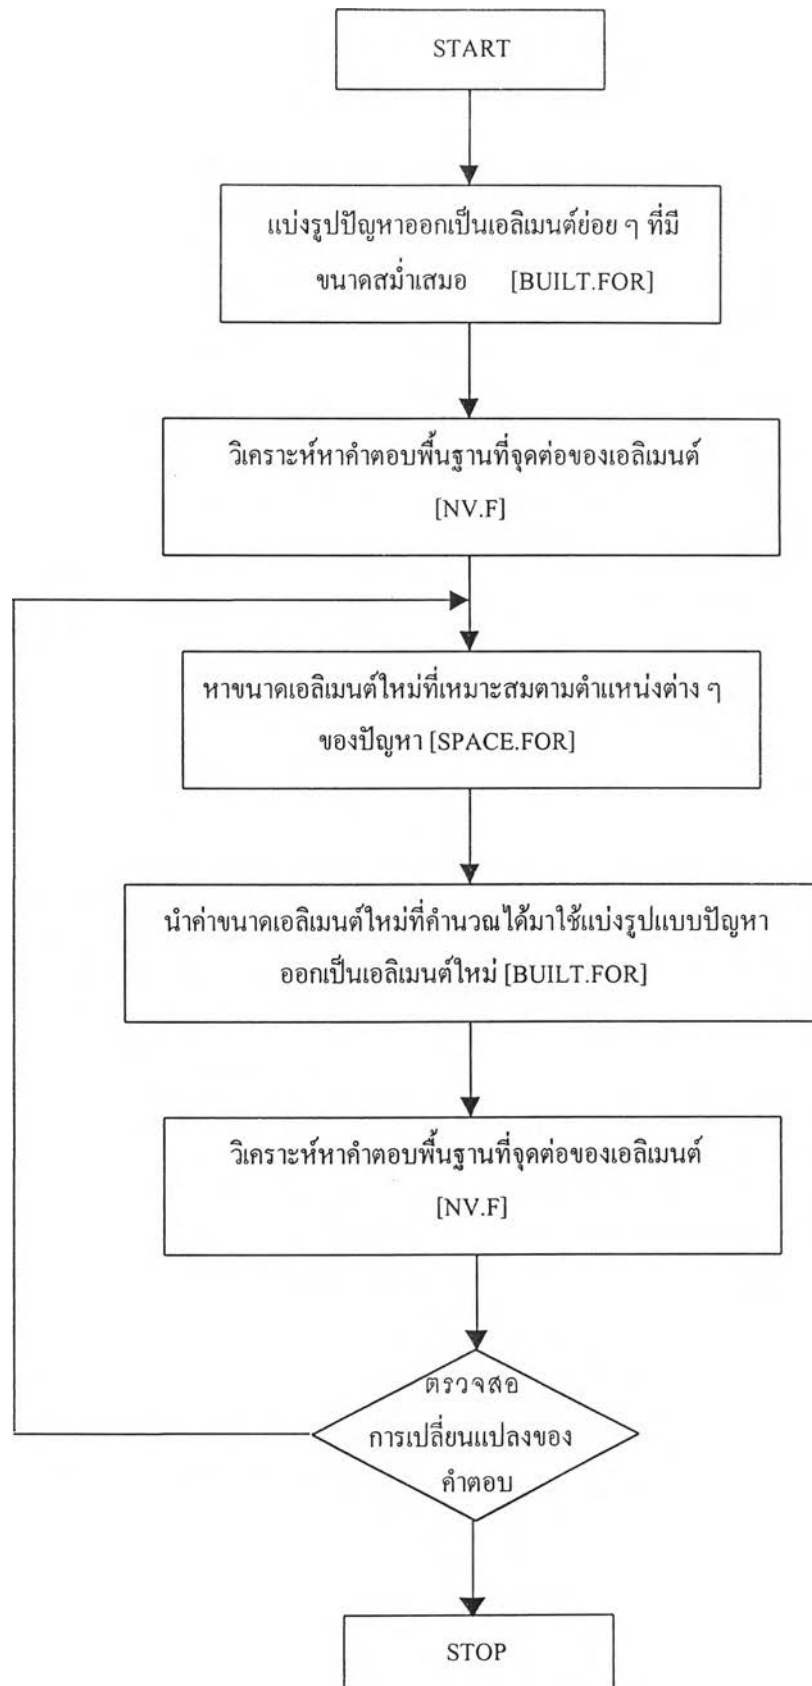 START
แบ่งรูปปัญหาออกเป็นเอลิเมนต์ย่อย ๆ ที่มี
ขนาดสม่ำเสมอ [BUILT.FOR]
วิเคราะห์หาคำตอบพื้นฐานที่จุดต่อของเอลิเมนต์
[NV.F]
หาขนาดเอลิเมนต์ใหม่ที่เหมาะสมตามตำแหน่งต่าง ๆ
ของปัญหา [SPACE.FOR]
นำค่าขนาดเอลิเมนต์ใหม่ที่คำนวณได้มาใช้แบ่งรูปแบบปัญหา
ออกเป็นเอลิเมนต์ใหม่ [BUILT.FOR]
วิเคราะห์หาคำตอบพื้นฐานที่จุดต่อของเอลิเมนต์
[NV.F]
ตรวจสอ
การเปลี่ยนแปลงของ
คำตอบ
STOP